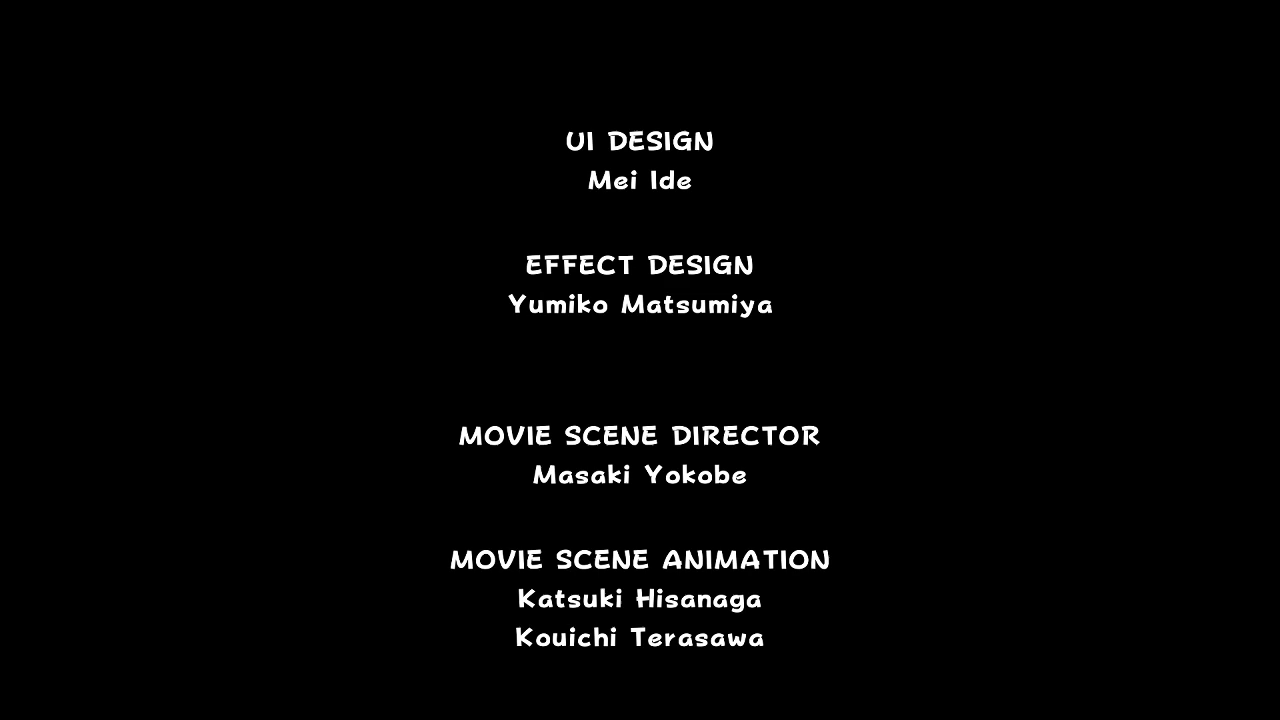 UI DESIGN
Mei Ide
EFFECT DESIGN
Yumiko Matsumiya
MOVIE SCENE DIRECTOR
Masaki Yokobe
MOVIE SCENE ANIMATION
Katsuki Hisanaga
Kouichi Terasawa